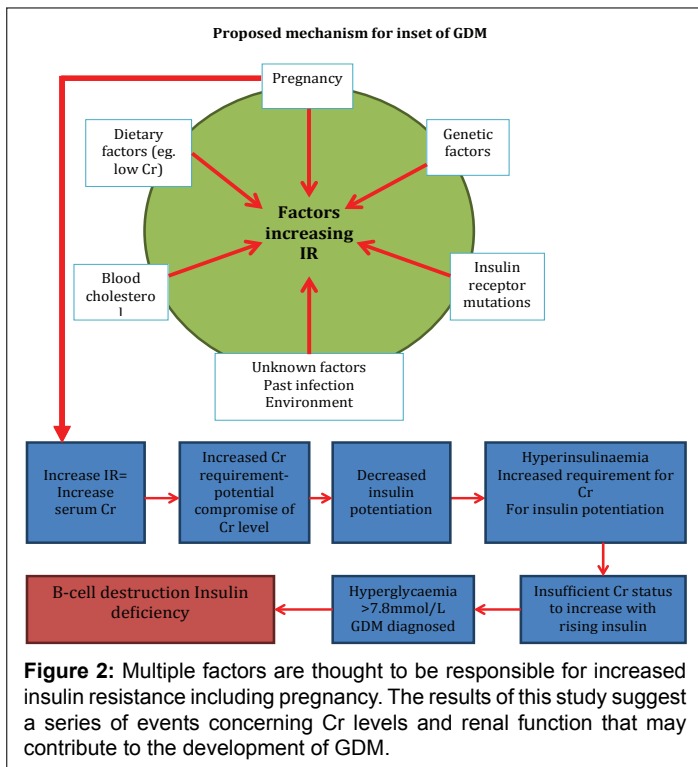 Proposed mechanism for inset of GDM
Pregnancy
Dietary
factors (eg.
low Cr)
Genetic
factors
Factors
increasing
IR
Blood
cholestero
l
Insulin
receptor
mutations
Unknown factors
Past infection
Environment
Increase IR=
Increase
serum Cr
Increased Cr
requirement-
potential
compromise of
Cr level
Decreased
insulin
potentiation
Hyperinsulinaemia
Increased requirement for
Cr
For insulin potentiation
Insufficient Cr status
to increase with
rising insulin
Hyperglycaemia
>7.8mmol/L
GDM diagnosed
B-cell destruction Insulin
deficiency
Figure 2: Multiple factors are thought to be responsible for increased
insulin resistance including pregnancy. The results of this study suggest
a series of events concerning Cr levels and renal function that may
contribute to the development of GDM.